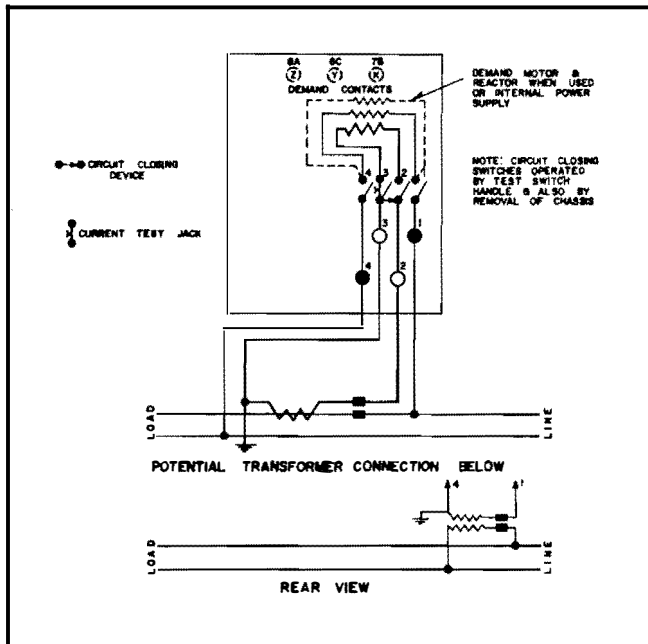 8A 6C 7B
Z Y X
DEMAND CONTACTS
DEMAND MOTOR &
REACTOR WHEN USED
OR INTERNAL POWER
SUPPLY
CIRCUIT CLOSING
DEVICE
NOTE: CIRCUIT CLOSING
SWITCHES OPERATED
BY TEST SWITCH
HANDLE & ALSO BY
REMOVAL OF CHASSIS
4 3 2 1
CURRENT TEST JACK
3
4 2
LOAD LINE
POTENTIAL TRANSFORMER CONNECTION BELOW
4 1
LOAD LINE
REAR VIEW